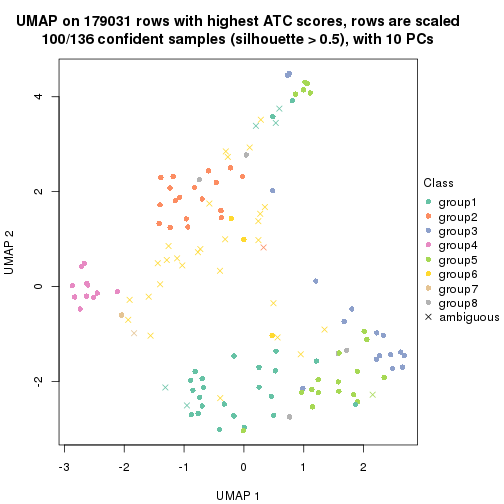 UMAP on 179031 rows with highest ATC scores, rows are scaled
100/136 confident samples (silhouette > 0.5), with 10 PCs
4
2
0
-2
UMAP 2
-3
-2
-1
0
1
2
UMAP 1
Class
group1
group2
group3
group4
group5
group6
group7
group8
ambiguous